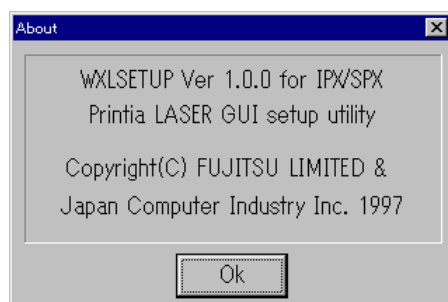 About
WXLSETUP Ver 1.0.0 for IPX/SPX
Printia LASER GUI setup utility
Copyright(C) FUJITSU LIMITED &
Japan Computer Industry Inc. 1997
Ok